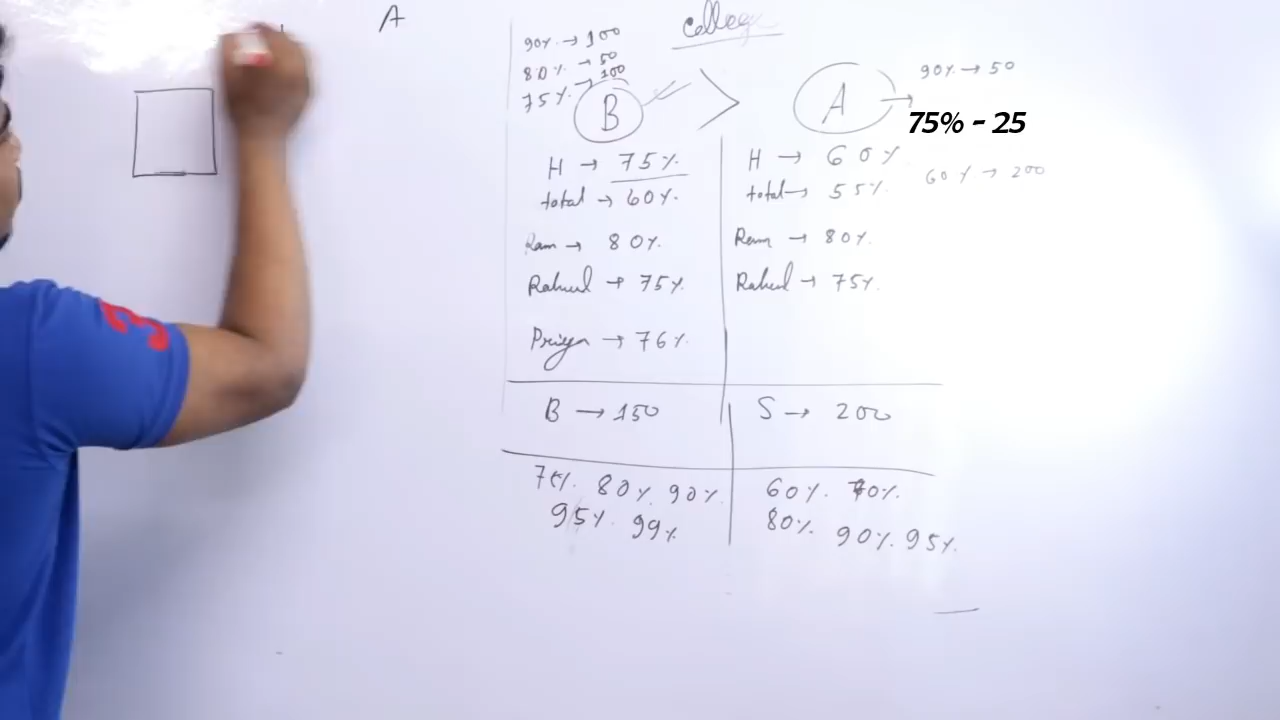 A
College
90% → 100
80% → 50
75% → 100
B > A
90% → 50
75% - 25
60% → 200
H → 75%
total → 60%
Ram → 80%
Rahul → 75%
Priya → 76%
H → 60%
total → 55%
Ram → 80%
Rahul → 75%
B → 150
S → 200
75% 80% 90%
95% 99%
60% 70%
80% 90% 95%
3